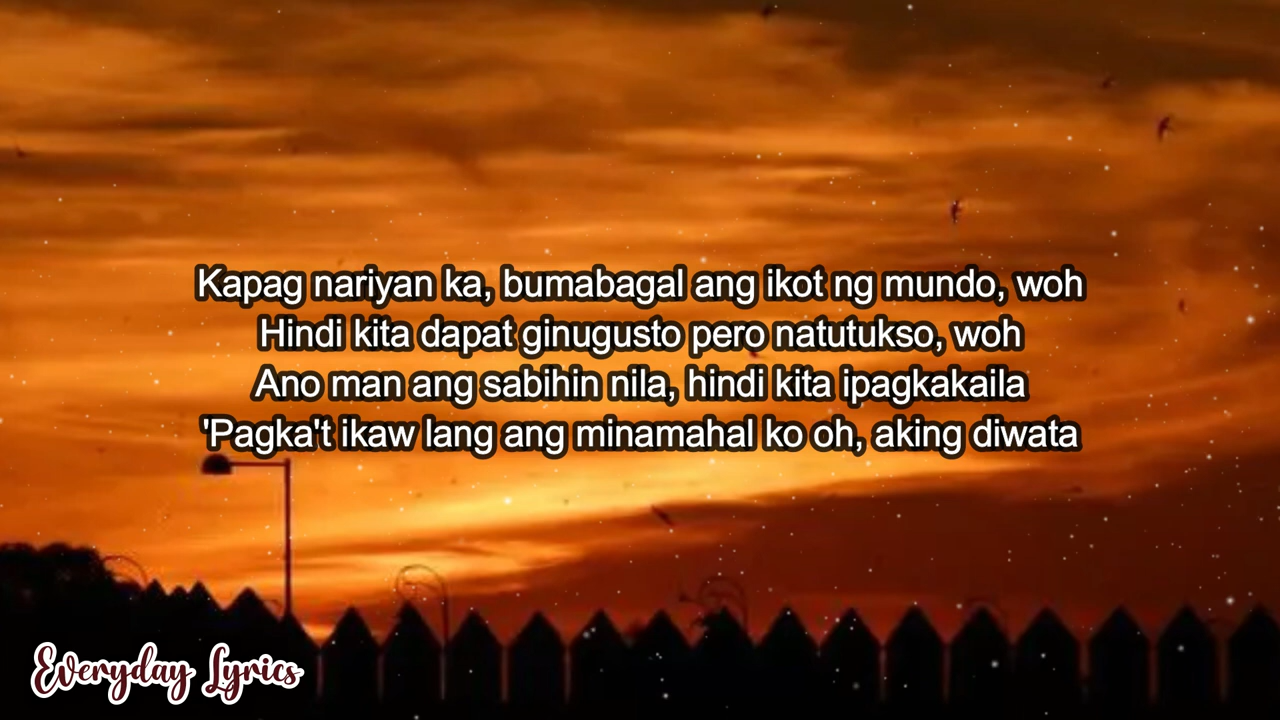 Kapag nariyan ka, bumabagal ang ikot ng mundo, woh
Hindi kita dapat ginugusto pero natutukso, woh
Ano man ang sabihin nila, hindi kita ipagkakaila
'Pagka't ikaw lang ang minamahal ko oh, aking diwata
Everyday Lyrics